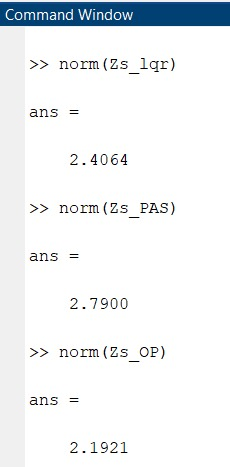 Command Window
>> norm(Zs_lqr)
ans =
2.4064
>> norm(Zs_PAS)
ans =
2.7900
>> norm(Zs_OP)
ans =
2.1921